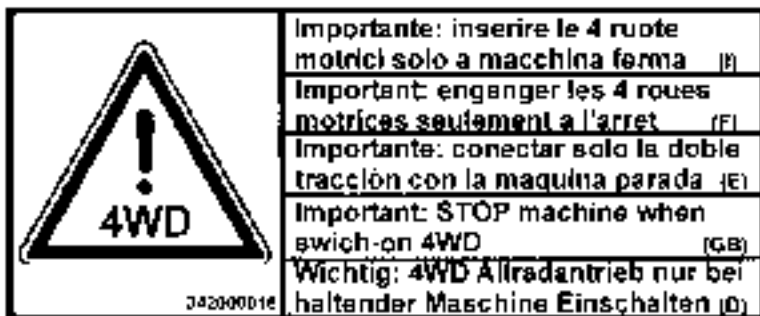 4WD
342000016
Importante: inserire le 4 ruote
motrici solo a macchina ferma (I)
Important: enganger les 4 roues
motrices seulement a l'arret (F)
Importante: conectar solo la doble
tracción con la maquina parada (E)
Important: STOP machine when
swich-on 4WD (GB)
Wichtig: 4WD Allradantrieb nur bei
haltender Maschine Einschalten (D)